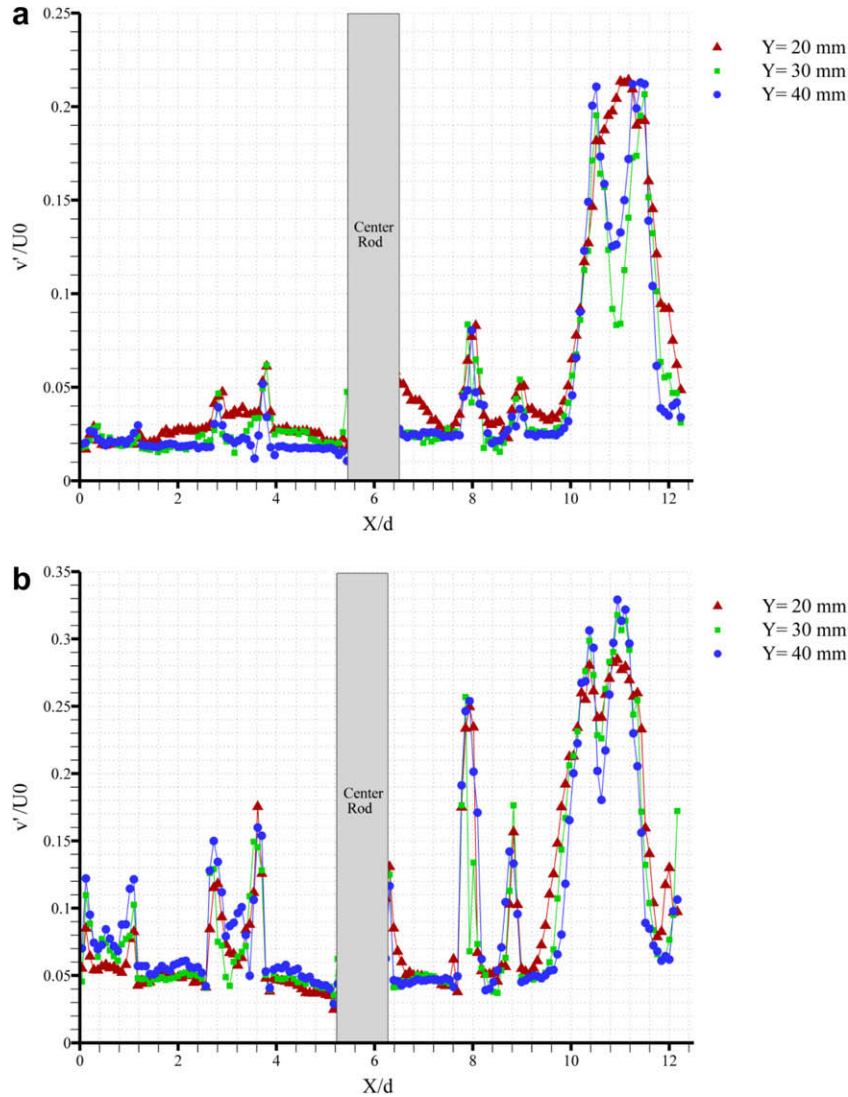 a
0.25
0.2
0.15
0.1
0.05
0
v'/U0
Center
Rod
0 2 4 6 8 10 12
X/d
Y= 20 mm
Y= 30 mm
Y= 40 mm
b
0.35
0.3
0.25
0.2
0.15
0.1
0.05
0
v'/U0
Center
Rod
0 2 4 6 8 10 12
X/d
Y= 20 mm
Y= 30 mm
Y= 40 mm